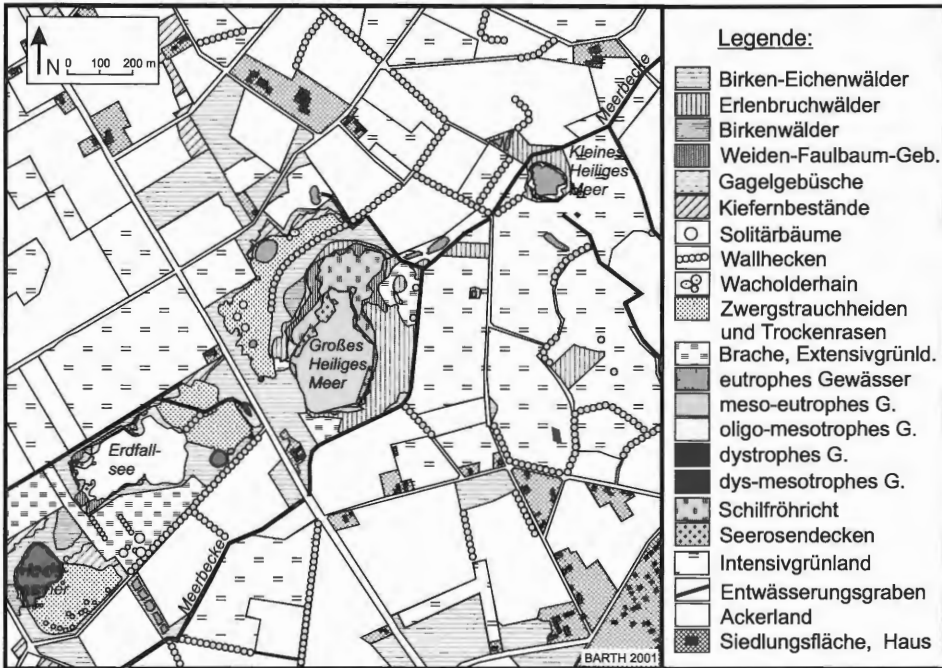 N 0 100 200 m
Meerbecke
Kleines
Heiliges
Meer
Großes
Heiliges
Meer
Erdfall-
see
Meerbecke
BARTH 2001
Legende:
Birken-Eichenwälder
Erlenbruchwälder
Birkenwälder
Weiden-Faulbaum-Geb.
Gagelgebüsche
Kiefernbestände
Solitärbäume
Wallhecken
Wacholderhain
Zwergstrauchheiden
und Trockenrasen
Brache, Extensivgrünld.
eutrophes Gewässer
meso-eutrophes G.
oligo-mesotrophes G.
dystrophes G.
dys-mesotrophes G.
Schilfröhricht
Seerosendecken
Intensivgrünland
Entwässerungsgraben
Ackerland
Siedlungsfläche, Haus